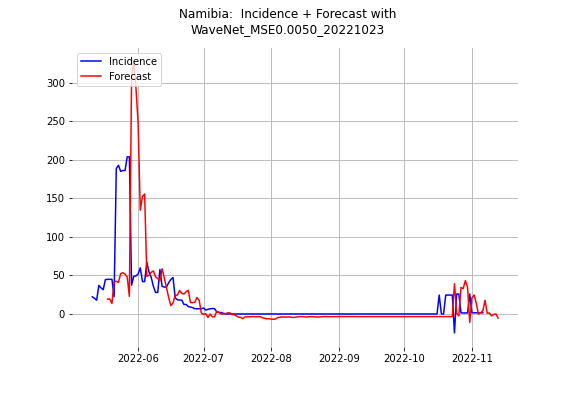 Namibia: Incidence + Forecast with
WaveNet_MSE0.0050_20221023
Incidence
Forecast
300
250
200
150
100
50
0
2022-06 2022-07 2022-08 2022-09 2022-10 2022-11